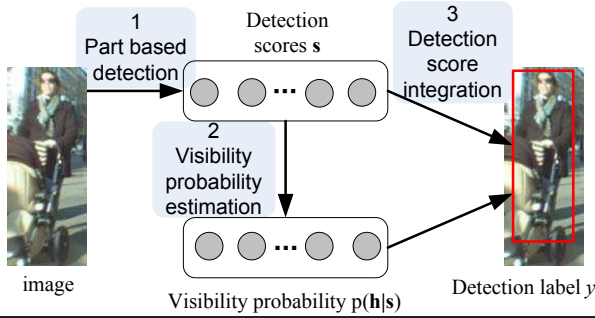 1
Part based
detection
Detection
scores s
3
Detection
score
integration
2
Visibility
probability
estimation
image
Visibility probability p(h|s)
Detection label y